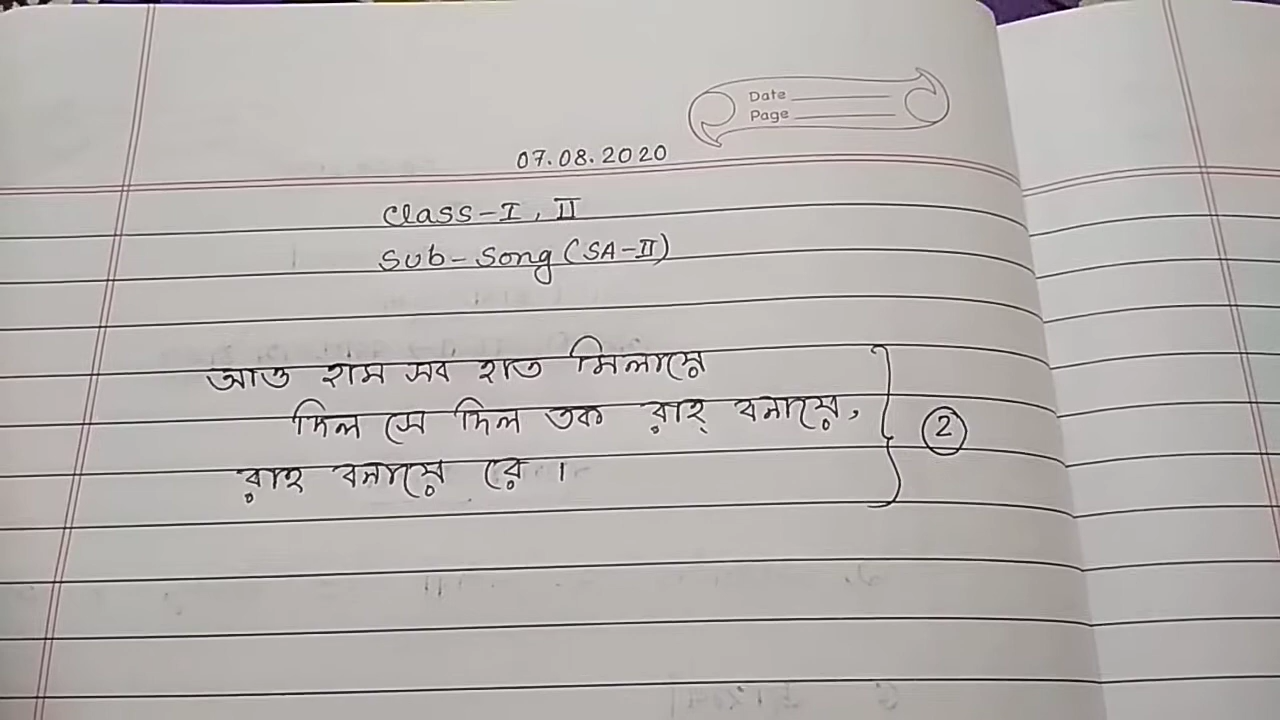 Date
Page
07.08.2020
Class-I, II
Sub-Song (SA-II)
আও হাম সব হাত মিলায়ে
দিল সে দিল তক রাহ্ বনায়ে,
রাহ বনায়ে রে।
2